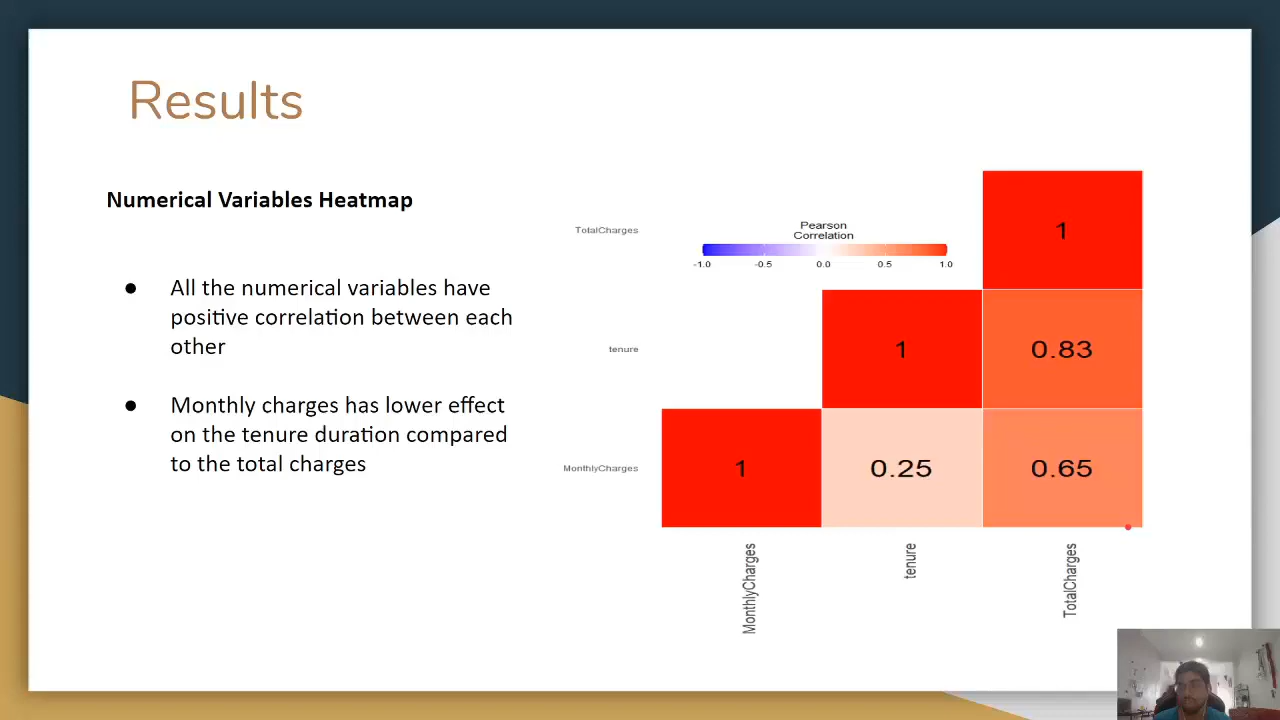 Results
Numerical Variables Heatmap
● All the numerical variables have
positive correlation between each
other
● Monthly charges has lower effect
on the tenure duration compared
to the total charges
Pearson
Correlation
-1.0 -0.5 0.0 0.5 1.0
TotalCharges
1
tenure
1 0.83
MonthlyCharges
1 0.25 0.65
MonthlyCharges
tenure
TotalCharges